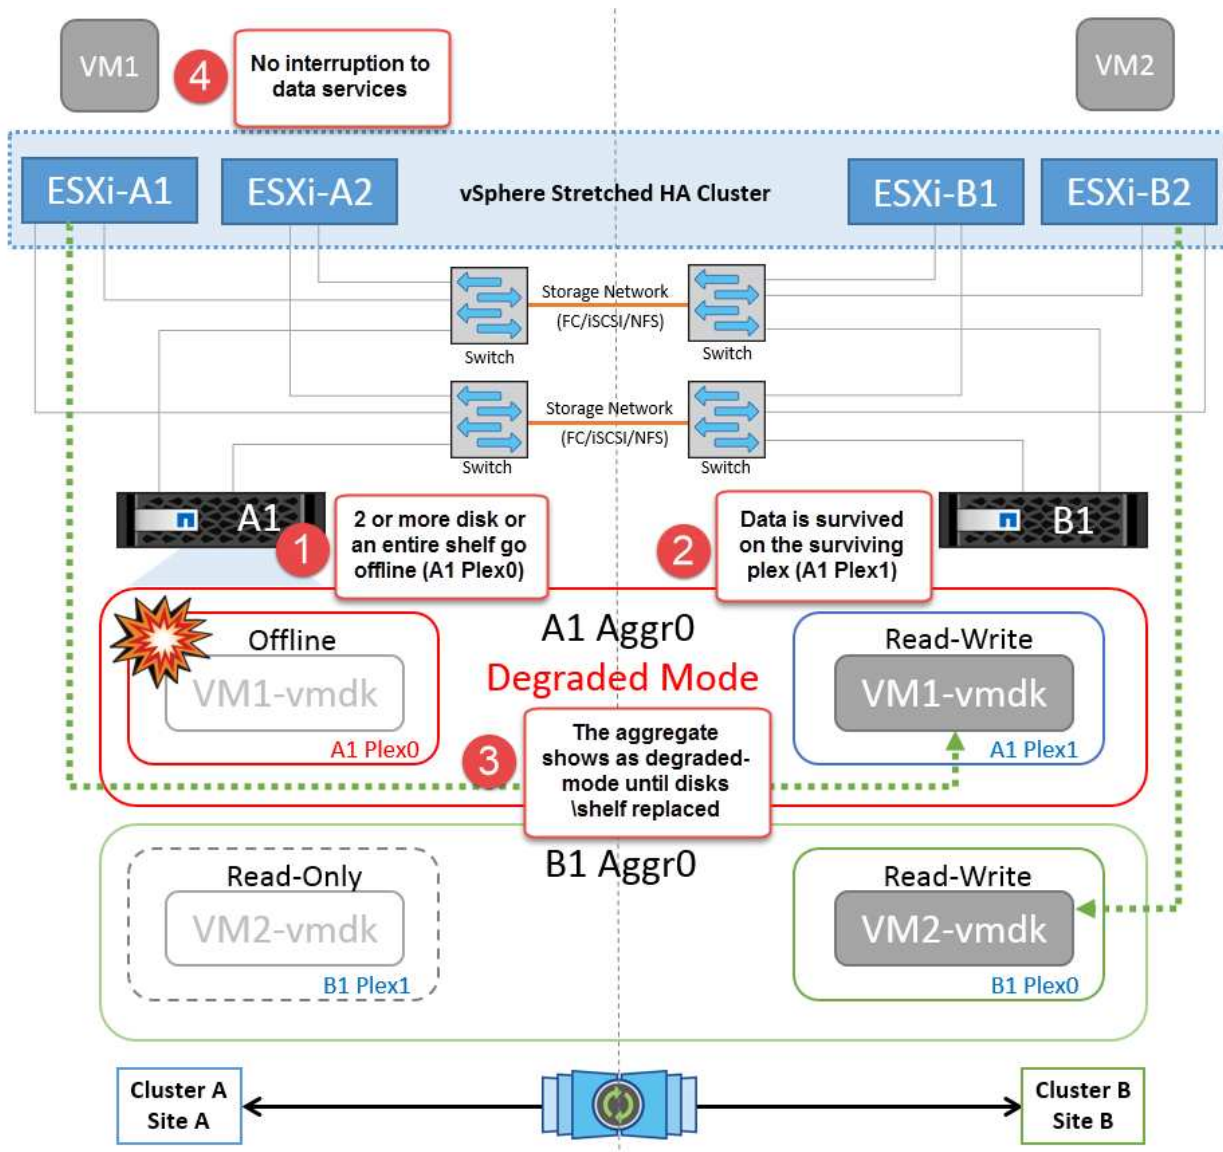 VM1
4
No interruption to
data services
VM2
ESXi-A1
ESXi-A2
vSphere Stretched HA Cluster
ESXi-B1
ESXi-B2
Storage Network
(FC/iSCSI/NFS)
Switch
Switch
Storage Network
(FC/iSCSI/NFS)
Switch
Switch
A1
1
2 or more disk or
an entire shelf go
offline (A1 Plex0)
2
Data is survived
on the surviving
plex (A1 Plex1)
B1
A1 Aggr0
Degraded Mode
Offline
VM1-vmdk
A1 Plex0
Read-Write
VM1-vmdk
A1 Plex1
3
The aggregate
shows as degraded-
mode until disks
\shelf replaced
B1 Aggr0
Read-Only
VM2-vmdk
B1 Plex1
Read-Write
VM2-vmdk
B1 Plex0
Cluster A
Site A
Cluster B
Site B